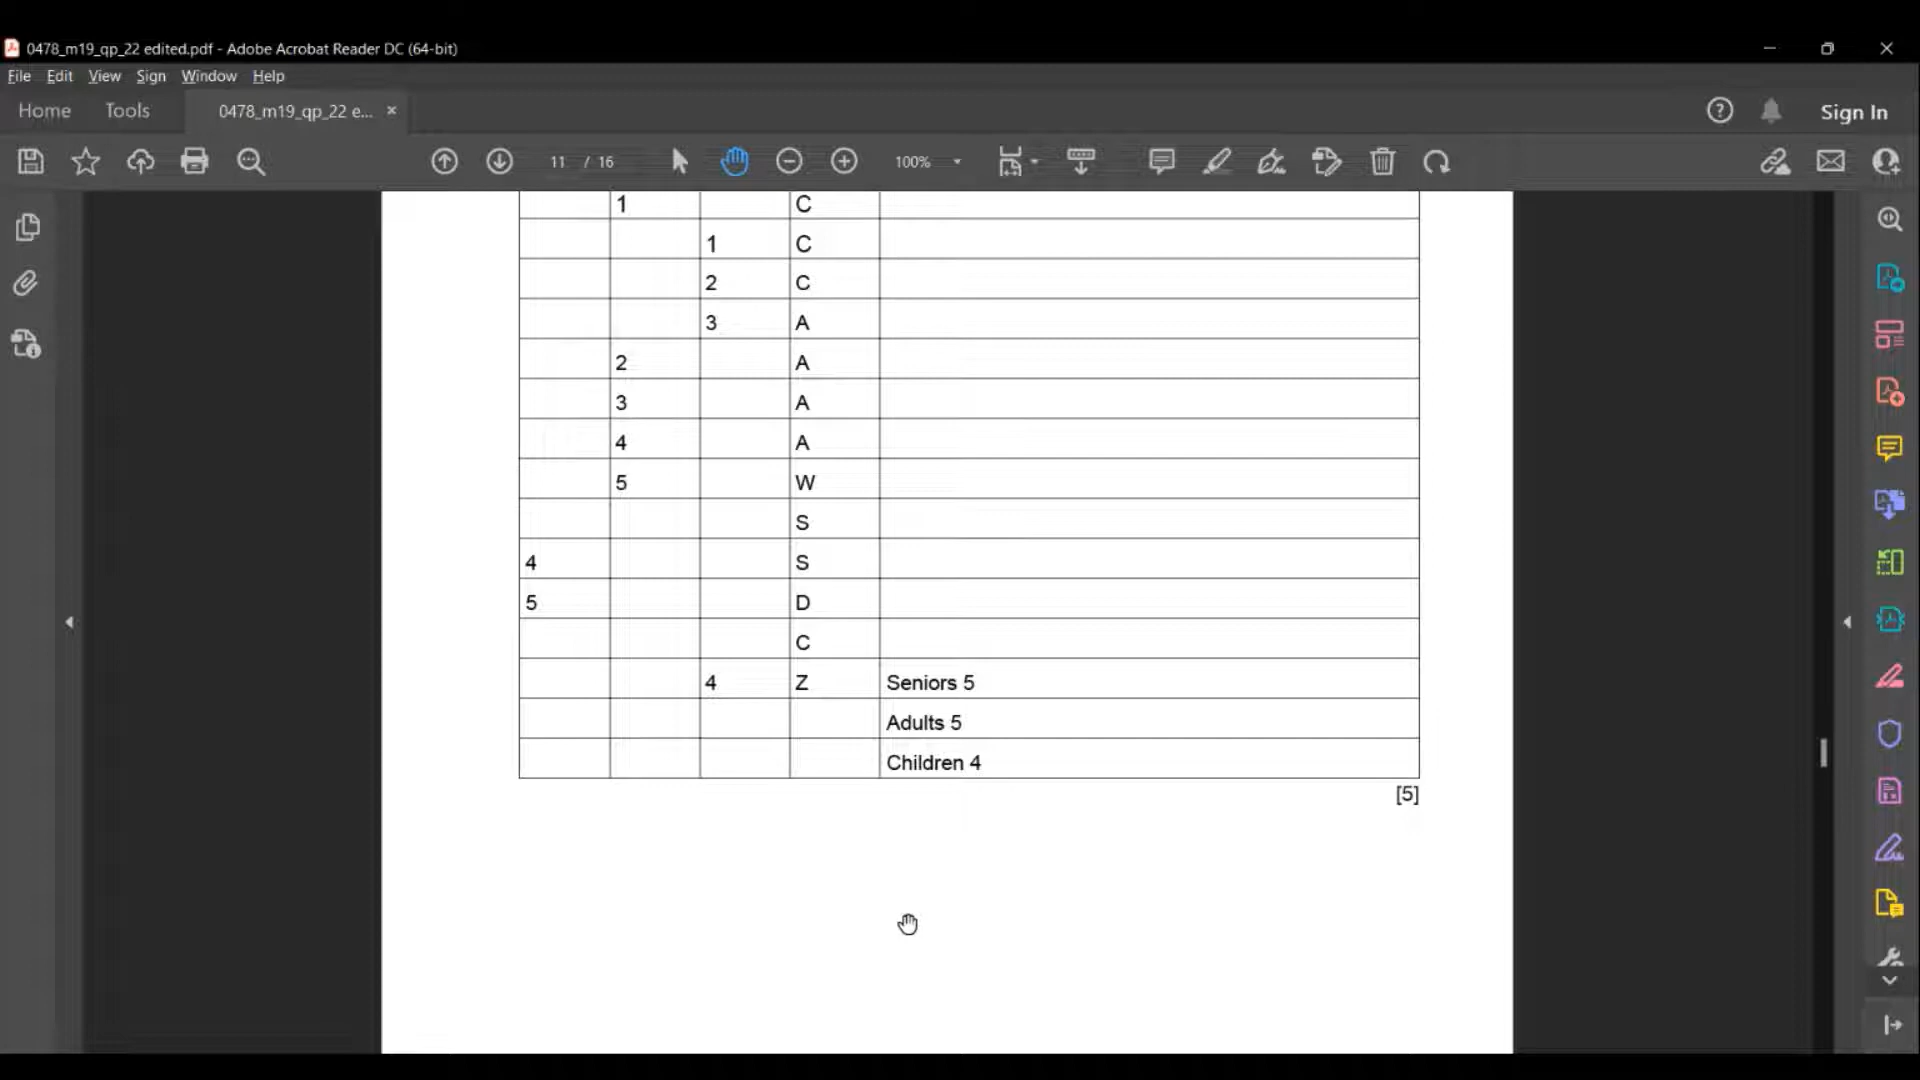 0478_m19_qp_22 edited.pdf - Adobe Acrobat Reader DC (64-bit)
File Edit View Sign Window Help
Home Tools 0478_m19_qp_22 e... × Sign In
11 / 16 100%
1 C
1 C
2 C
3 A
2 A
3 A
4 A
5 W
S
4 S
5 D
C
4 Z Seniors 5
Adults 5
Children 4
[5]